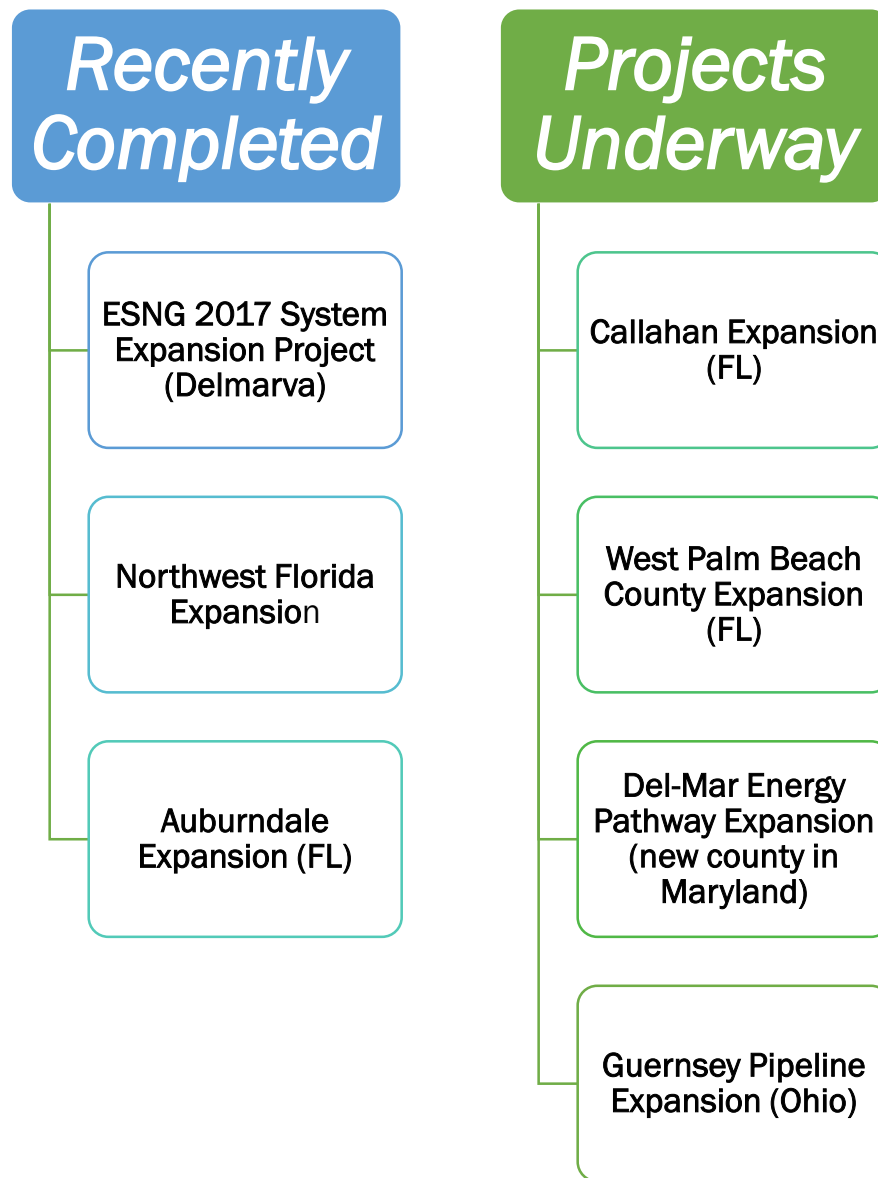 Recently
Completed
ESNG 2017 System
Expansion Project
(Delmarva)
Northwest Florida
Expansion
Auburndale
Expansion (FL)
Projects
Underway
Callahan Expansion
(FL)
West Palm Beach
County Expansion
(FL)
Del-Mar Energy
Pathway Expansion
(new county in
Maryland)
Guernsey Pipeline
Expansion (Ohio)